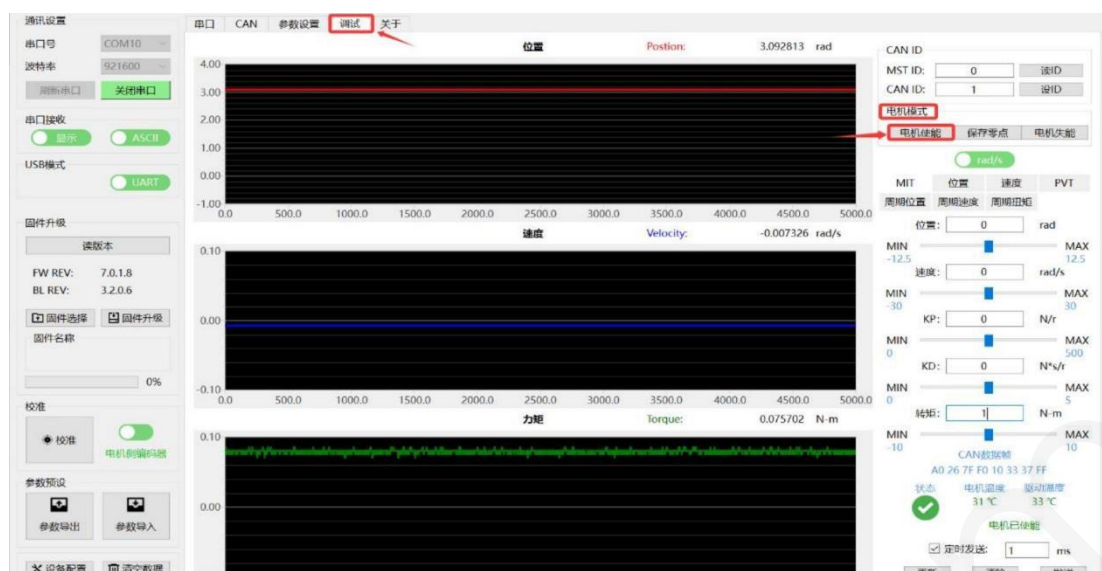 通讯设置
串口号 COM10
波特率 921600
刷新串口 关闭串口
串口接收
显示 ASCII
USB模式
UART
固件升级
读版本
FW REV: 7.0.1.8
BL REV: 3.2.0.6
固件选择 固件升级
固件名称
0%
校准
校准 电机侧编码器
参数预设
参数导出 参数导入
设备配置 清空数据
串口 CAN 参数设置 调试 关于
位置 Postion: 3.092813 rad
4.00
3.00
2.00
1.00
0.00
-1.00
0.0 500.0 1000.0 1500.0 2000.0 2500.0 3000.0 3500.0 4000.0 4500.0 5000.0
速度 Velocity: -0.007326 rad/s
0.10
0.00
-0.10
0.0 500.0 1000.0 1500.0 2000.0 2500.0 3000.0 3500.0 4000.0 4500.0 5000.0
力矩 Torque: 0.075702 N-m
0.10
0.00
CAN ID
MST ID: 0 读ID
CAN ID: 1 设ID
电机模式
电机使能 保存零点 电机失能
rad/s
MIT 位置 速度 PVT
周期位置 周期速度 周期扭矩
位置: 0 rad
MIN MAX
-12.5 12.5
速度: 0 rad/s
MIN MAX
-30 30
KP: 0 N/r
MIN MAX
0 500
KD: 0 N*s/r
MIN MAX
0 5
转矩: 1 N-m
MIN MAX
-10 10
CAN数据帧
A0 26 7F F0 10 33 37 FF
状态 电机温度 驱动温度
31 ℃ 33 ℃
电机已使能
定时发送: 1 ms